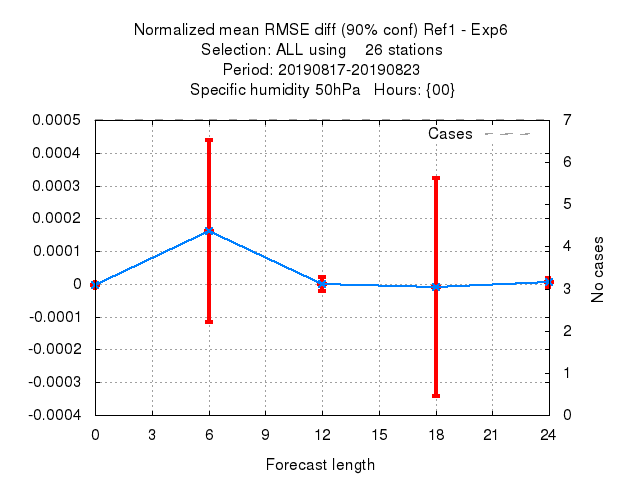 Normalized mean RMSE diff (90% conf) Ref1 - Exp6
Selection: ALL using    26 stations
Period: 20190817-20190823
Specific humidity 50hPa   Hours: {00}
Cases
0.0005
0.0004
0.0003
0.0002
0.0001
0
-0.0001
-0.0002
-0.0003
-0.0004
7
6
5
4
3
2
1
0
No cases
0 3 6 9 12 15 18 21 24
Forecast length